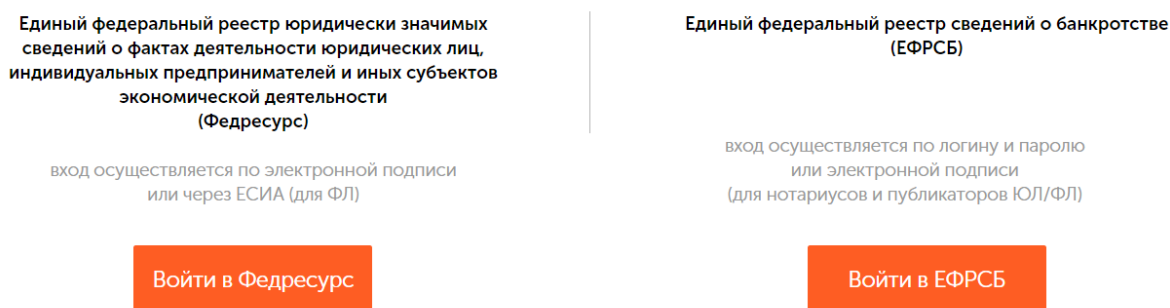 Единый федеральный реестр юридически значимых
сведений о фактах деятельности юридических лиц,
индивидуальных предпринимателей и иных субъектов
экономической деятельности
(Федресурс)
вход осуществляется по электронной подписи
или через ЕСИА (для ФЛ)
Войти в Федресурс
Единый федеральный реестр сведений о банкротстве
(ЕФРСБ)
вход осуществляется по логину и паролю
или электронной подписи
(для нотариусов и публикаторов ЮЛ/ФЛ)
Войти в ЕФРСБ